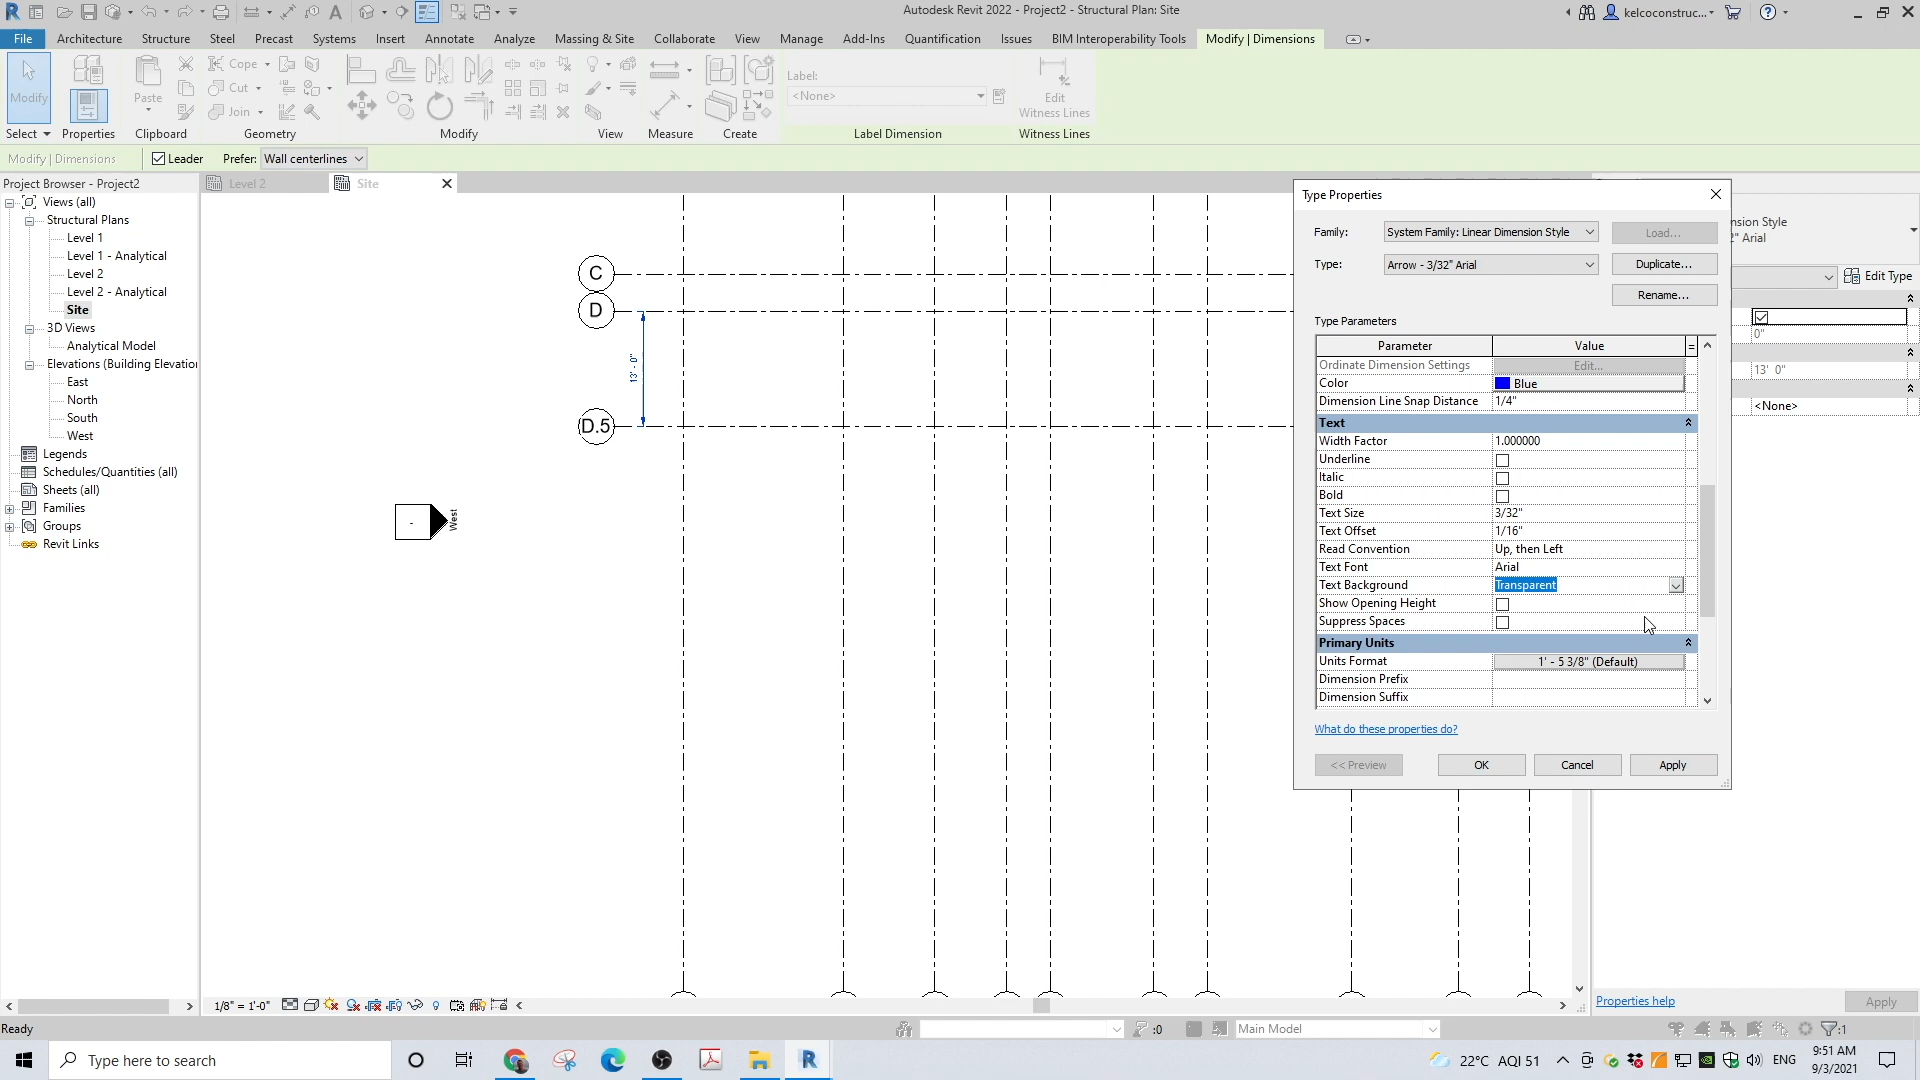 Autodesk Revit 2022 - Project2 - Structural Plan: Site
kelcoconstruc...
File Architecture Structure Steel Precast Systems Insert Annotate Analyze Massing & Site Collaborate View Manage Add-Ins Quantification Issues BIM Interoperability Tools Modify | Dimensions
Modify
Paste
Cope
Cut
Join
Label:
<None>
Edit
Witness Lines
Select Properties Clipboard Geometry Modify View Measure Create Label Dimension Witness Lines
Modify | Dimensions Leader Prefer: Wall centerlines
Project Browser - Project2
Level 2
Site
Views (all)
Structural Plans
Level 1
Level 1 - Analytical
Level 2
Level 2 - Analytical
Site
3D Views
Analytical Model
Elevations (Building Elevation
East
North
South
West
Legends
Schedules/Quantities (all)
Sheets (all)
Families
Groups
Revit Links
C
D
13' - 0"
D.5
-
West
Type Properties
Family: System Family: Linear Dimension Style Load...
Type: Arrow - 3/32" Arial Duplicate...
Rename...
Type Parameters
Parameter Value =
Ordinate Dimension Settings Edit...
Color Blue
Dimension Line Snap Distance 1/4"
Text
Width Factor 1.000000
Underline
Italic
Bold
Text Size 3/32"
Text Offset 1/16"
Read Convention Up, then Left
Text Font Arial
Text Background Transparent
Show Opening Height
Suppress Spaces
Primary Units
Units Format 1' - 5 3/8" (Default)
Dimension Prefix
Dimension Suffix
What do these properties do?
<< Preview OK Cancel Apply
nsion Style
2" Arial
Edit Type
0"
13' 0"
<None>
Properties help Apply
1/8" = 1'-0"
Ready
:0
Main Model
:1
Type here to search
22°C AQI 51
ENG
9:51 AM
9/3/2021